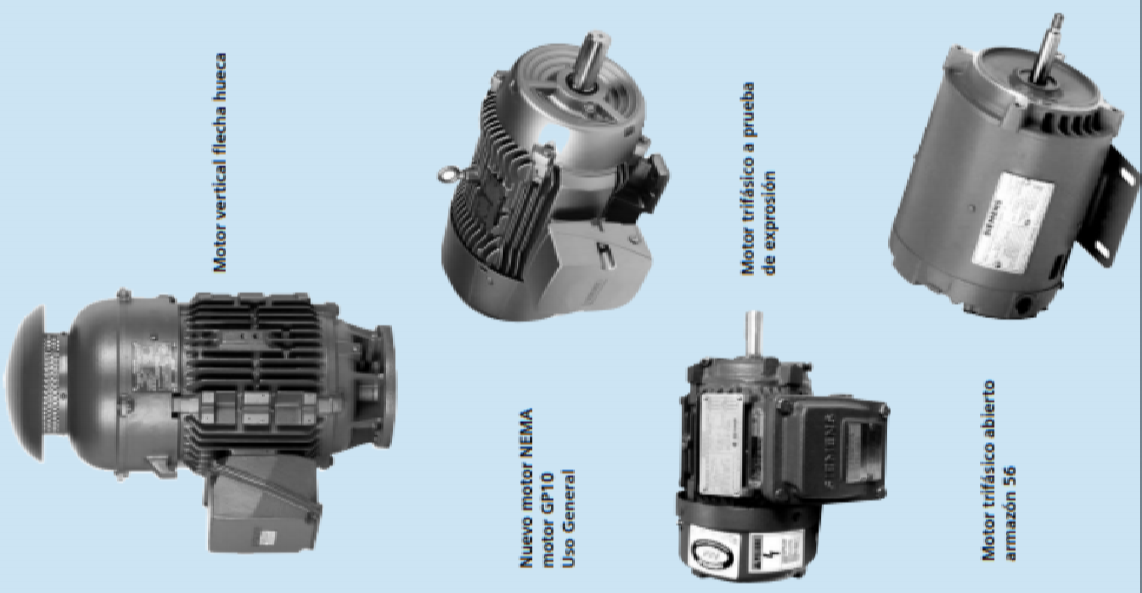 Motor vertical flecha hueca
Nuevo motor NEMA
motor GP10
Uso General
Motor trifásico a prueba
de exprosión
Motor trifásico abierto
armazón 56
SIEMENS